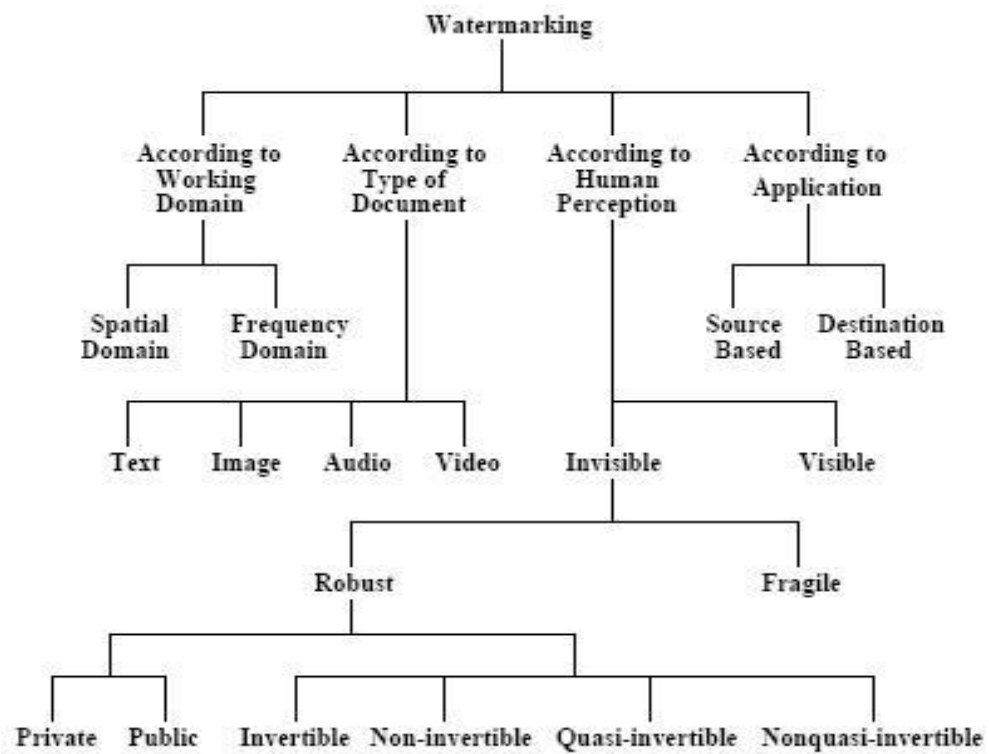 Watermarking
According to
Working
Domain
According to
Type of
Document
According to
Human
Perception
According to
Application
Spatial
Domain
Frequency
Domain
Source
Based
Destination
Based
Text
Image
Audio
Video
Invisible
Visible
Robust
Fragile
Private
Public
Invertible
Non-invertible
Quasi-invertible
Nonquasi-invertible